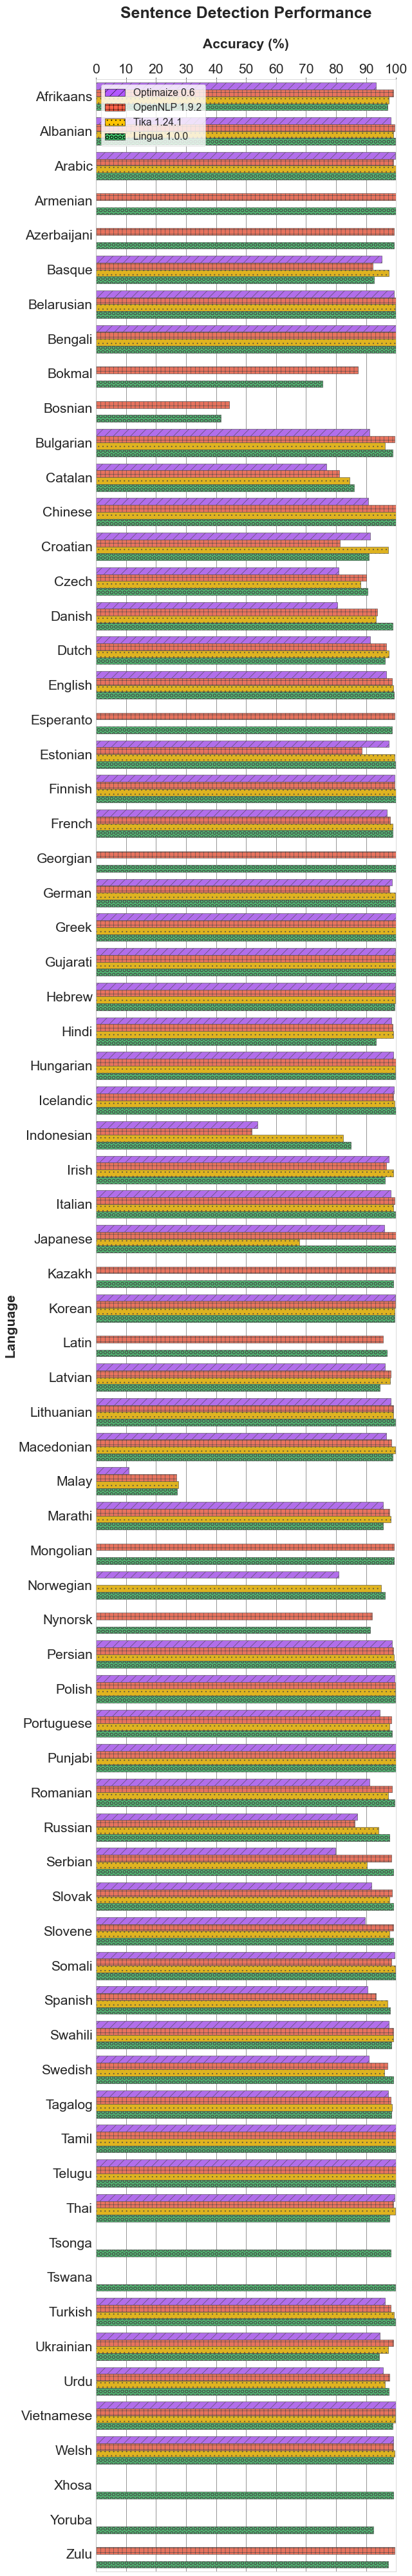 Sentence Detection Performance
Accuracy (%)
0 10 20 30 40 50 60 70 80 90 100
Optimaize 0.6
OpenNLP 1.9.2
Tika 1.24.1
Lingua 1.0.0
Language
Afrikaans
Albanian
Arabic
Armenian
Azerbaijani
Basque
Belarusian
Bengali
Bokmal
Bosnian
Bulgarian
Catalan
Chinese
Croatian
Czech
Danish
Dutch
English
Esperanto
Estonian
Finnish
French
Georgian
German
Greek
Gujarati
Hebrew
Hindi
Hungarian
Icelandic
Indonesian
Irish
Italian
Japanese
Kazakh
Korean
Latin
Latvian
Lithuanian
Macedonian
Malay
Marathi
Mongolian
Norwegian
Nynorsk
Persian
Polish
Portuguese
Punjabi
Romanian
Russian
Serbian
Slovak
Slovene
Somali
Spanish
Swahili
Swedish
Tagalog
Tamil
Telugu
Thai
Tsonga
Tswana
Turkish
Ukrainian
Urdu
Vietnamese
Welsh
Xhosa
Yoruba
Zulu